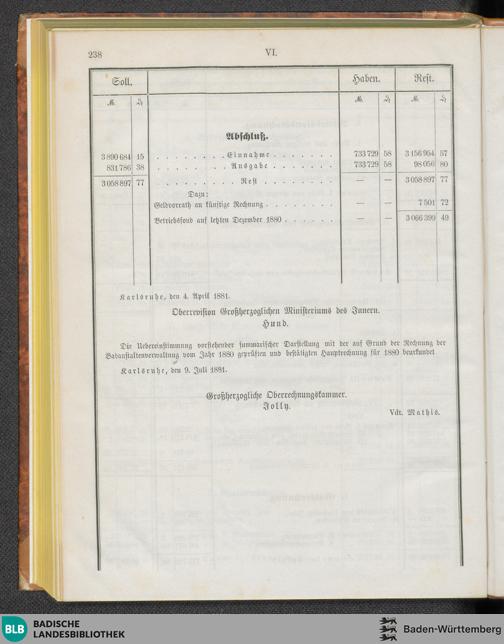 238 VI.
Soll. Haben. Rest.
ℳ. ₰ ℳ. ₰ ℳ. ₰
Abschluß.
3 890 684 15 . . . . . . . . Einnahme . . . . . . . 733 729 58 3 156 954 57
831 786 38 . . . . . . . . Ausgabe . . . . . . . 733 729 58 98 056 80
3 058 897 77 . . . . . . . . . Rest . . . . . . . . — — 3 058 897 77
Dazu:
Geldvorrath an künftige Rechnung . . . . . . . . — — 7 501 72
Betriebsfond auf letzten Dezember 1880 . . . . . . — — 3 066 399 49
Karlsruhe, den 4. April 1881.
Oberrevision Großherzoglichen Ministeriums des Innern.
Hund.
Die Uebereinstimmung vorstehender summarischer Darstellung mit der auf Grund der Rechnung der
Badanstaltenverwaltung vom Jahr 1880 geprüften und bestätigten Hauptrechnung für 1880 beurkundet
Karlsruhe, den 9. Juli 1881.
Großherzogliche Oberrechnungskammer.
Jolly.
Vdt. Mathis.
BLB BADISCHE
LANDESBIBLIOTHEK
Baden-Württemberg